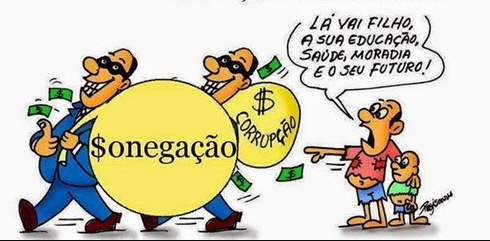 LÁ VAI FILHO,
A SUA EDUCAÇÃO,
SAÚDE, MORADIA
E O SEU FUTURO!
$
CORRUPÇÃO
$onegação
$
$
$
$
$